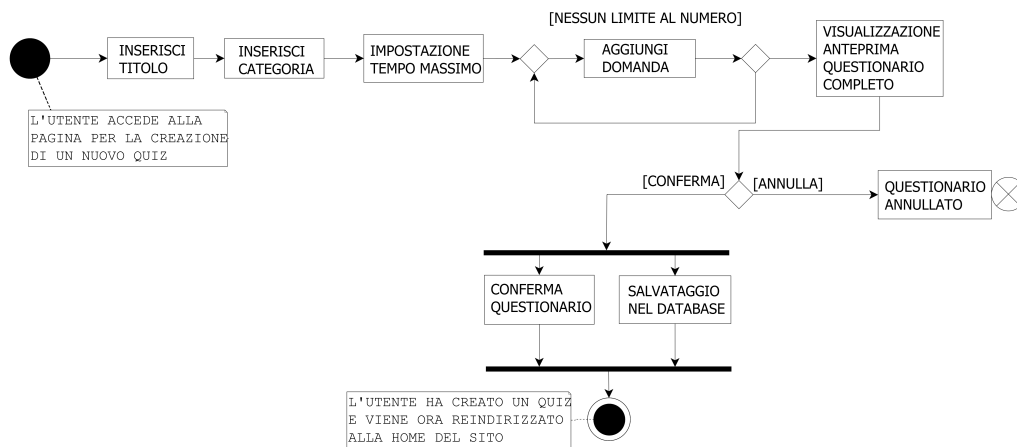 [NESSUN LIMITE AL NUMERO]
INSERISCI
TITOLO
INSERISCI
CATEGORIA
IMPOSTAZIONE
TEMPO MASSIMO
AGGIUNGI
DOMANDA
VISUALIZZAZIONE
ANTEPRIMA
QUESTIONARIO
COMPLETO
L'UTENTE ACCEDE ALLA
PAGINA PER LA CREAZIONE
DI UN NUOVO QUIZ
[CONFERMA]
[ANNULLA]
QUESTIONARIO
ANNULLATO
CONFERMA
QUESTIONARIO
SALVATAGGIO
NEL DATABASE
L'UTENTE HA CREATO UN QUIZ
E VIENE ORA REINDIRIZZATO
ALLA HOME DEL SITO